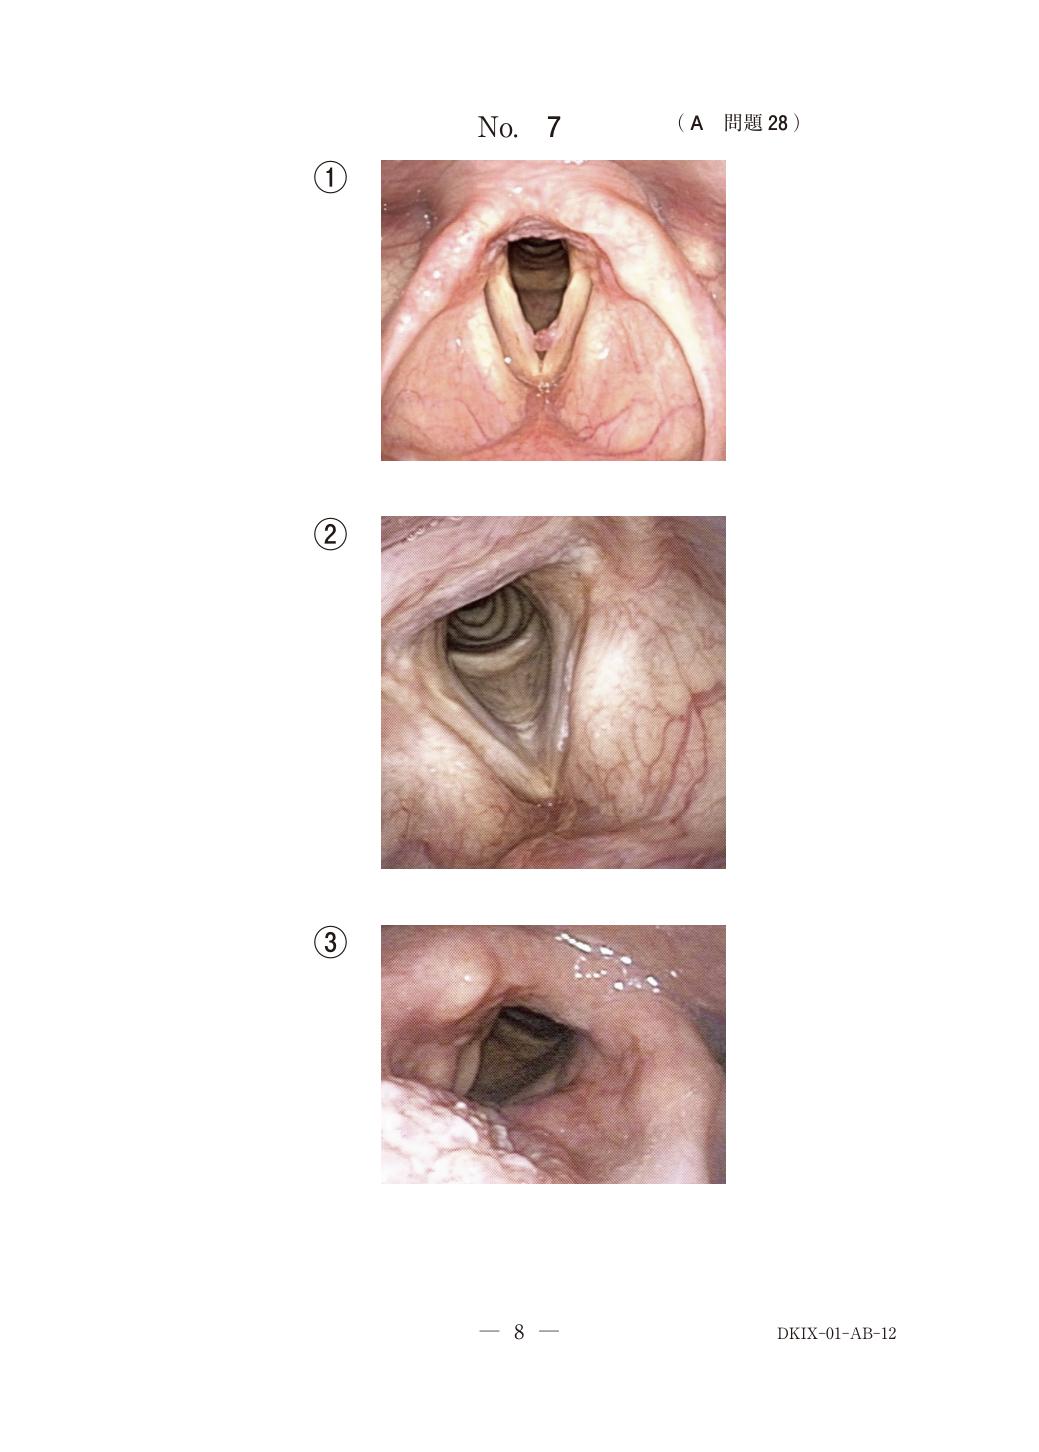 No. 7 （A 問題 28）
①
②
③
― 8 ―
DKIX-01-AB-12